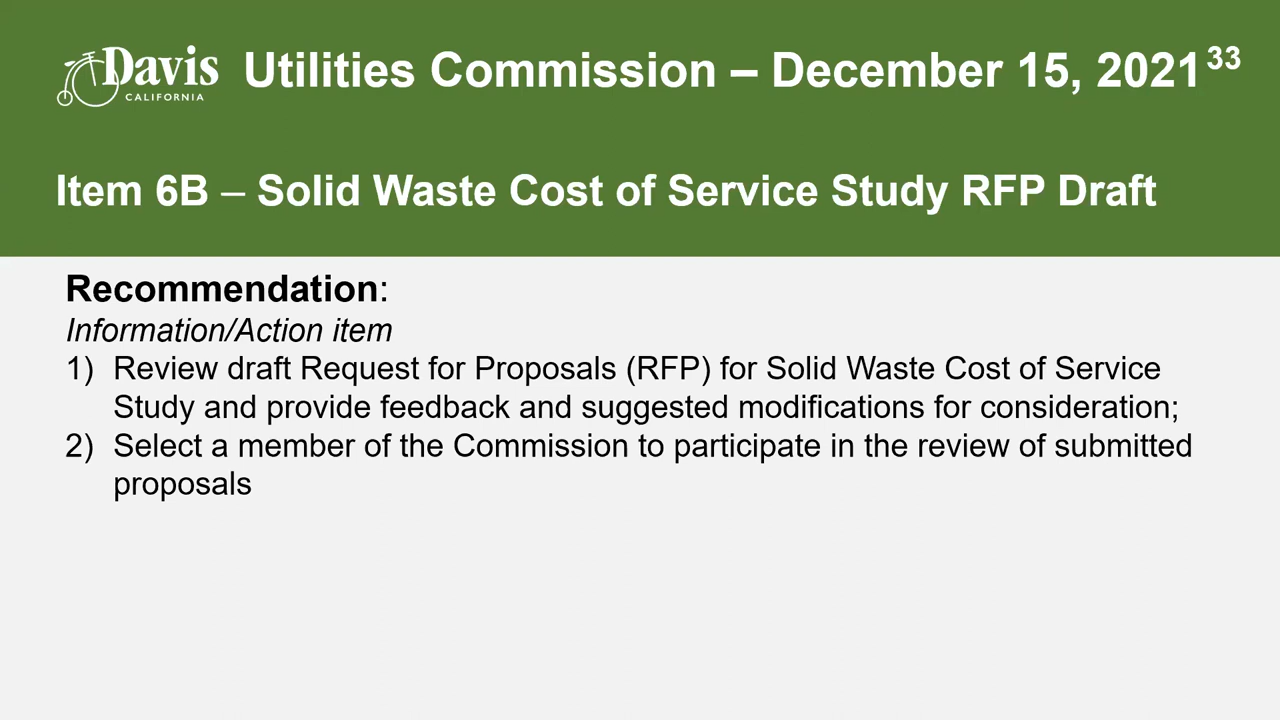 Davis
CALIFORNIA
Utilities Commission – December 15, 2021
33
Item 6B – Solid Waste Cost of Service Study RFP Draft
Recommendation:
Information/Action item
1) Review draft Request for Proposals (RFP) for Solid Waste Cost of Service
Study and provide feedback and suggested modifications for consideration;
2) Select a member of the Commission to participate in the review of submitted
proposals